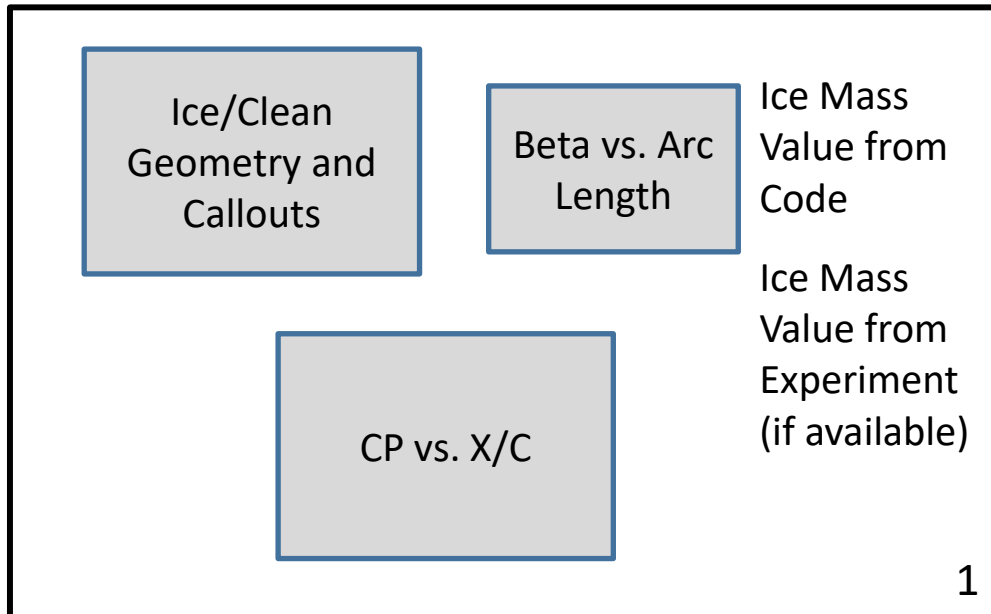 Ice/Clean
Geometry and
Callouts
Beta vs. Arc
Length
Ice Mass
Value from
Code
Ice Mass
Value from
Experiment
(if available)
CP vs. X/C
1